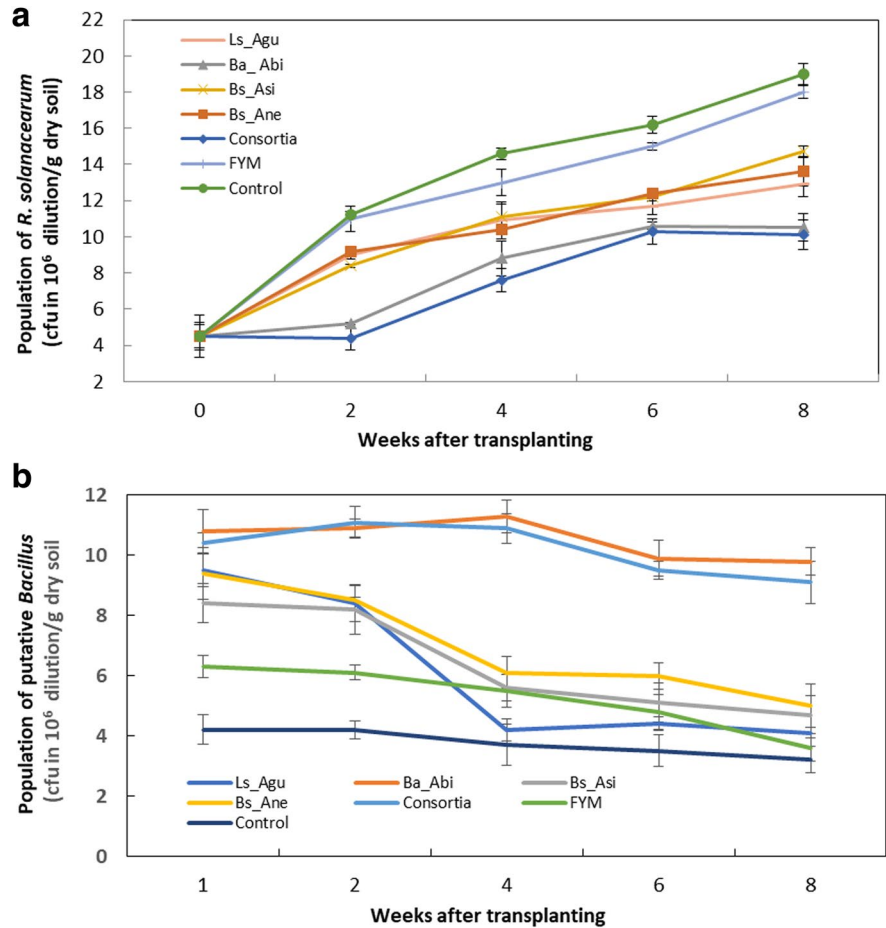 a
22
20
18
16
14
12
10
8
6
4
2
Population of R. solanacearum
(cfu in 10⁶ dilution/g dry soil)
Ls_Agu
Ba_ Abi
Bs_Asi
Bs_Ane
Consortia
FYM
Control
0 2 4 6 8
Weeks after transplanting
b
12
10
8
6
4
2
0
Population of putative Bacillus
(cfu in 10⁶ dilution/g dry soil
Ls_Agu Ba_Abi Bs_Asi
Bs_Ane Consortia FYM
Control
1 2 4 6 8
Weeks after transplanting